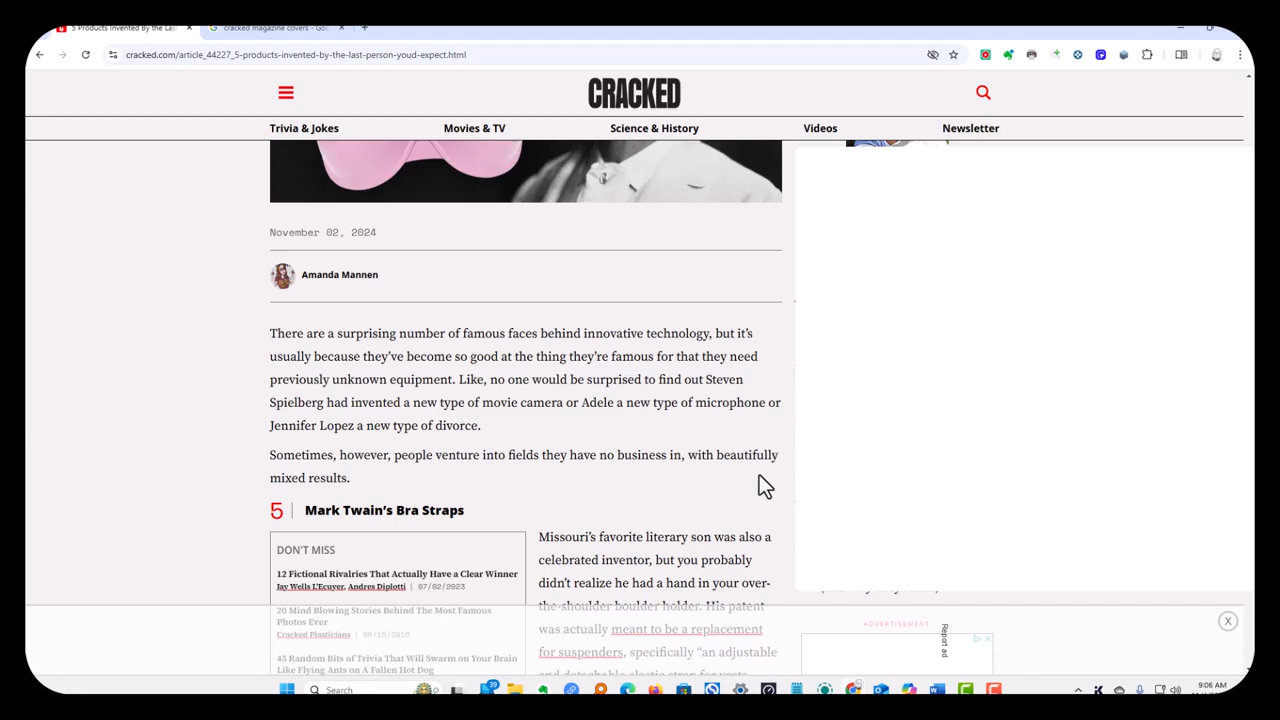 5 Products Invented By the Last
cracked magazine covers - Goo
cracked.com/article_44227_5-products-invented-by-the-last-person-youd-expect.html
CRACKED
Trivia & Jokes
Movies & TV
Science & History
Videos
Newsletter
November 02, 2024
Amanda Mannen
There are a surprising number of famous faces behind innovative technology, but it’s
usually because they’ve become so good at the thing they’re famous for that they need
previously unknown equipment. Like, no one would be surprised to find out Steven
Spielberg had invented a new type of movie camera or Adele a new type of microphone or
Jennifer Lopez a new type of divorce.
Sometimes, however, people venture into fields they have no business in, with beautifully
mixed results.
5 Mark Twain’s Bra Straps
DON'T MISS
12 Fictional Rivalries That Actually Have a Clear Winner
Jay Wells L'Ecuyer, Andres Diplotti | 07/02/2023
20 Mind Blowing Stories Behind The Most Famous
Photos Ever
Cracked Plasticians | 06/15/2016
45 Random Bits of Trivia That Will Swarm on Your Brain
Like Flying Ants on A Fallen Hot Dog
Missouri’s favorite literary son was also a
celebrated inventor, but you probably
didn’t realize he had a hand in your over-
the-shoulder boulder holder. His patent
was actually meant to be a replacement
for suspenders, specifically “an adjustable
and detachable elastic strap for vests
ADVERTISEMENT
Report ad
Search
39
9:06 AM